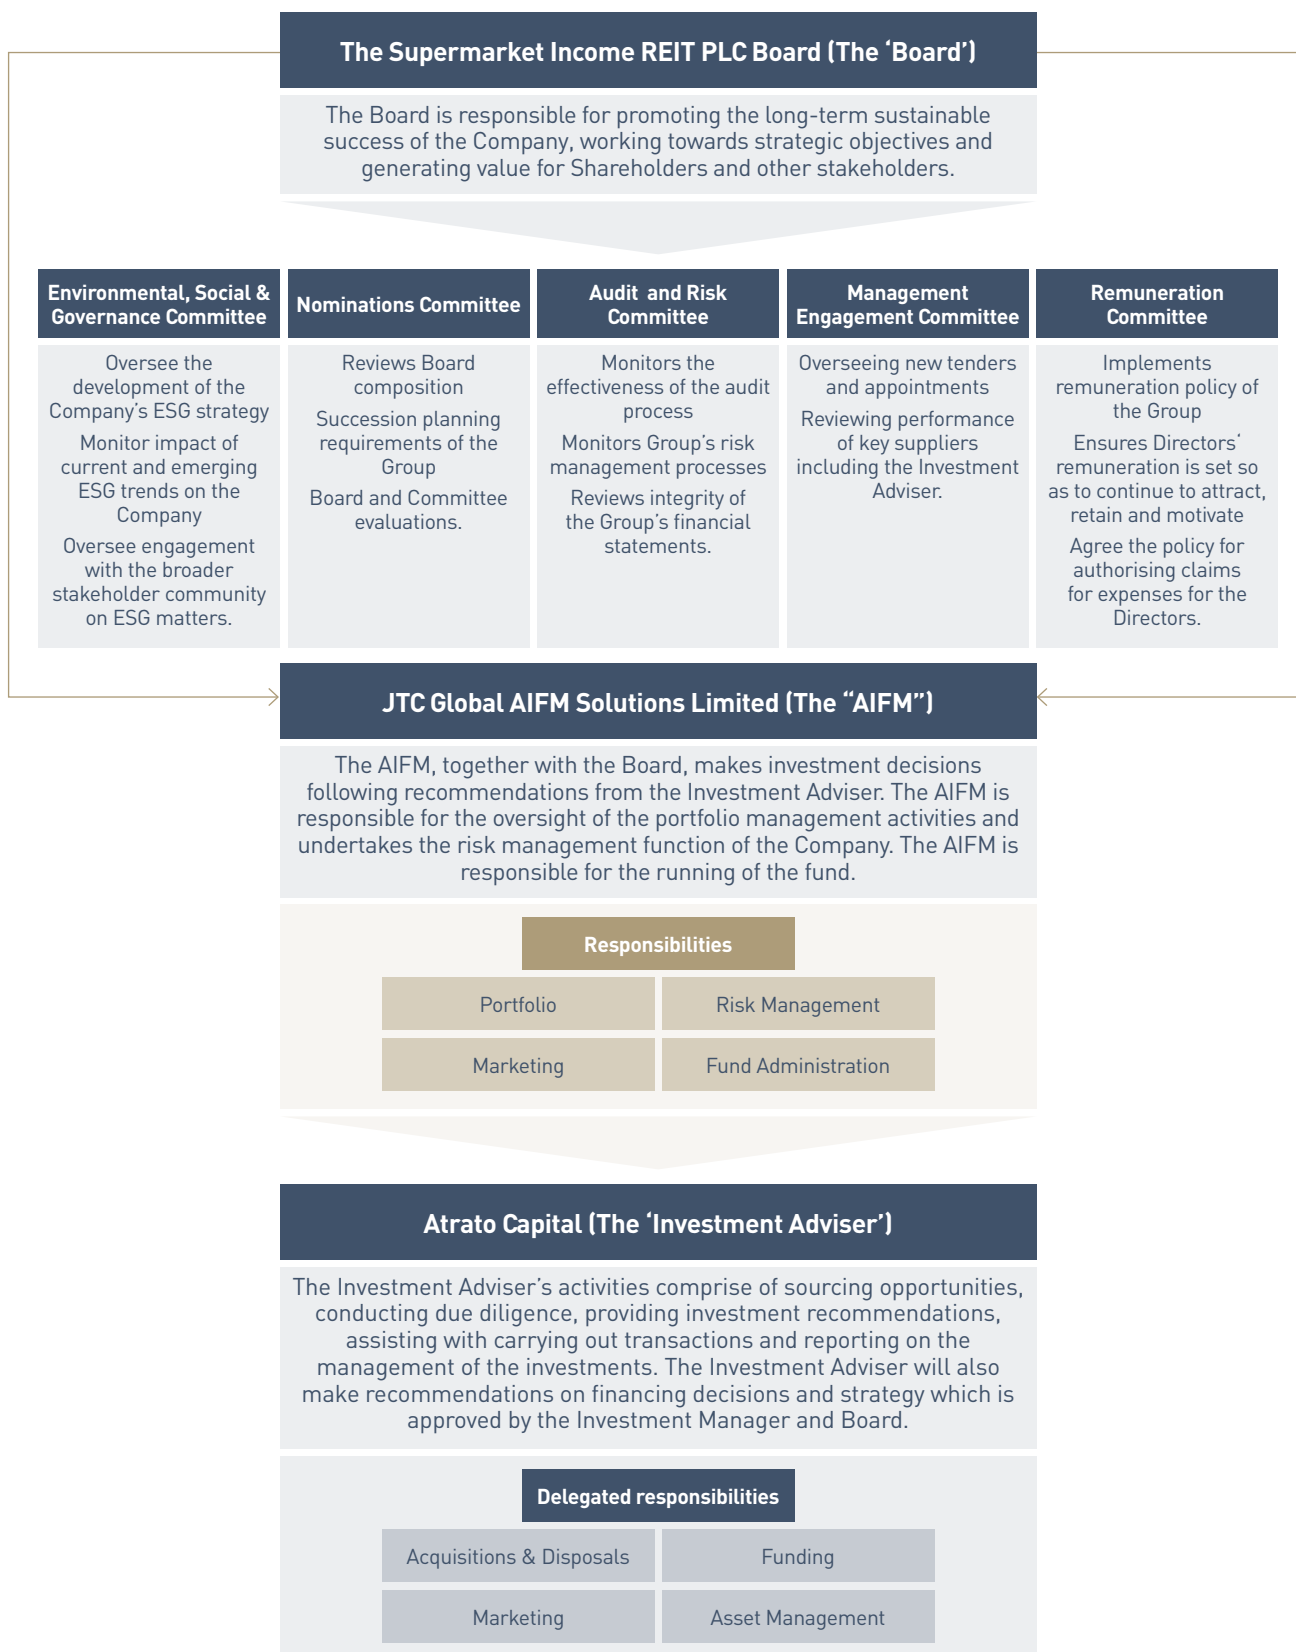 The Supermarket Income REIT PLC Board (The ‘Board’)
The Board is responsible for promoting the long-term sustainable
success of the Company, working towards strategic objectives and
generating value for Shareholders and other stakeholders.
Environmental, Social &
Governance Committee
Oversee the
development of the
Company’s ESG strategy
Monitor impact of
current and emerging
ESG trends on the
Company
Oversee engagement
with the broader
stakeholder community
on ESG matters.
Nominations Committee
Reviews Board
composition
Succession planning
requirements of the
Group
Board and Committee
evaluations.
Audit and Risk
Committee
Monitors the
effectiveness of the audit
process
Monitors Group’s risk
management processes
Reviews integrity of
the Group’s financial
statements.
Management
Engagement Committee
Overseeing new tenders
and appointments
Reviewing performance
of key suppliers
including the Investment
Adviser.
Remuneration
Committee
Implements
remuneration policy of
the Group
Ensures Directors‘
remuneration is set so
as to continue to attract,
retain and motivate
Agree the policy for
authorising claims
for expenses for the
Directors.
JTC Global AIFM Solutions Limited (The “AIFM”)
The AIFM, together with the Board, makes investment decisions
following recommendations from the Investment Adviser. The AIFM is
responsible for the oversight of the portfolio management activities and
undertakes the risk management function of the Company. The AIFM is
responsible for the running of the fund.
Responsibilities
Portfolio
Risk Management
Marketing
Fund Administration
Atrato Capital (The ‘Investment Adviser’)
The Investment Adviser’s activities comprise of sourcing opportunities,
conducting due diligence, providing investment recommendations,
assisting with carrying out transactions and reporting on the
management of the investments. The Investment Adviser will also
make recommendations on financing decisions and strategy which is
approved by the Investment Manager and Board.
Delegated responsibilities
Acquisitions & Disposals
Funding
Marketing
Asset Management